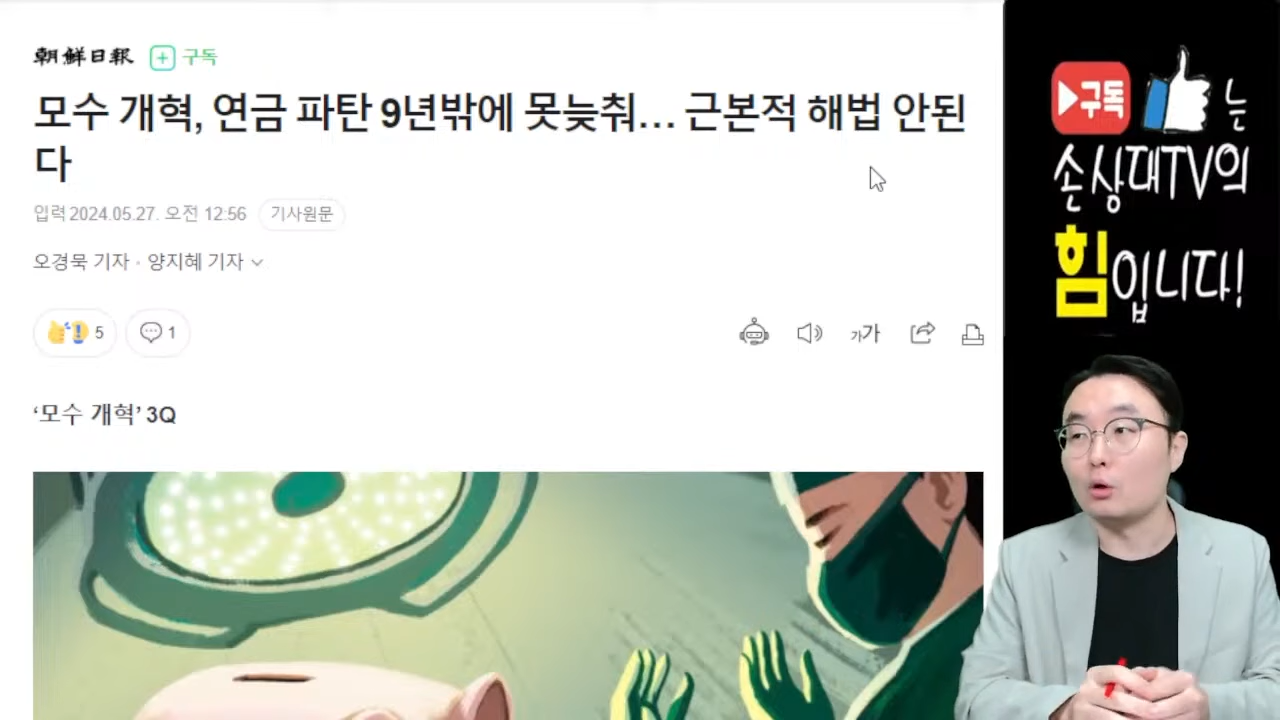 朝鮮日報 구독
모수 개혁, 연금 파탄 9년밖에 못늦춰… 근본적 해법 안된
다
입력 2024.05.27. 오전 12:56 기사원문
오경묵 기자 · 양지혜 기자
5 1
가가
‘모수 개혁’ 3Q
구독 는
손상대TV의
힘입니다!